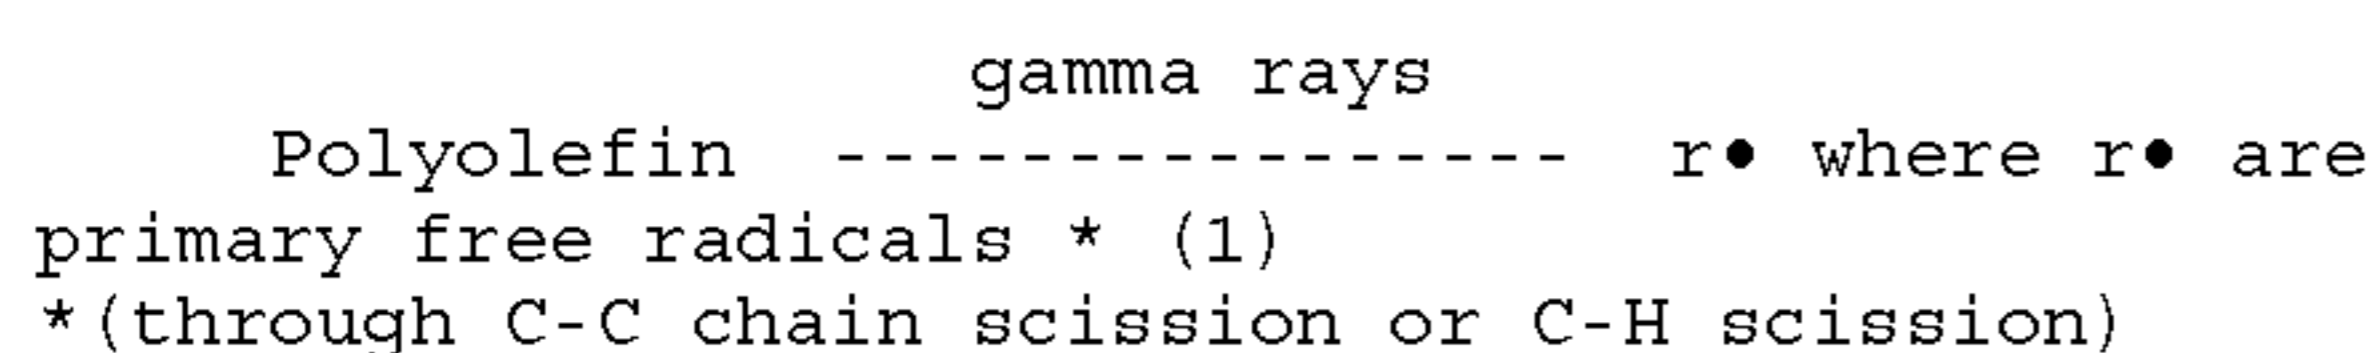 gamma rays
Polyolefin ---------------- r● where r● are
primary free radicals * (1)
*(through C-C chain scission or C-H scission)